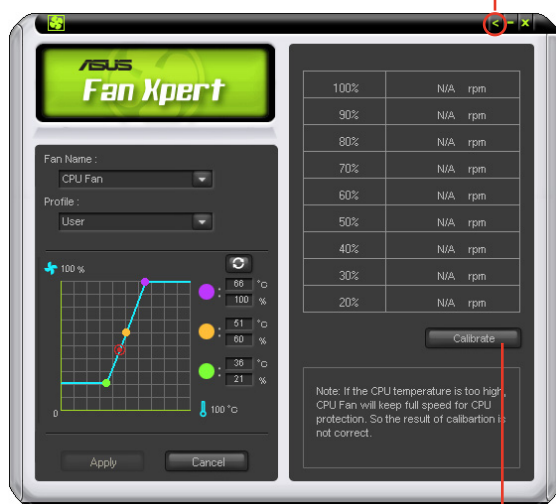 <
–
x
ASUS
Fan Xpert
Fan Name :
CPU Fan
Profile :
User
100 %
66 °C
100 %
51 °C
60 %
36 °C
21 %
0
100 °C
Apply
Cancel
100% N/A rpm
90% N/A rpm
80% N/A rpm
70% N/A rpm
60% N/A rpm
50% N/A rpm
40% N/A rpm
30% N/A rpm
20% N/A rpm
Calibrate
Note: If the CPU temperature is too high,
CPU Fan will keep full speed for CPU
protection. So the result of calibartion is
not correct.